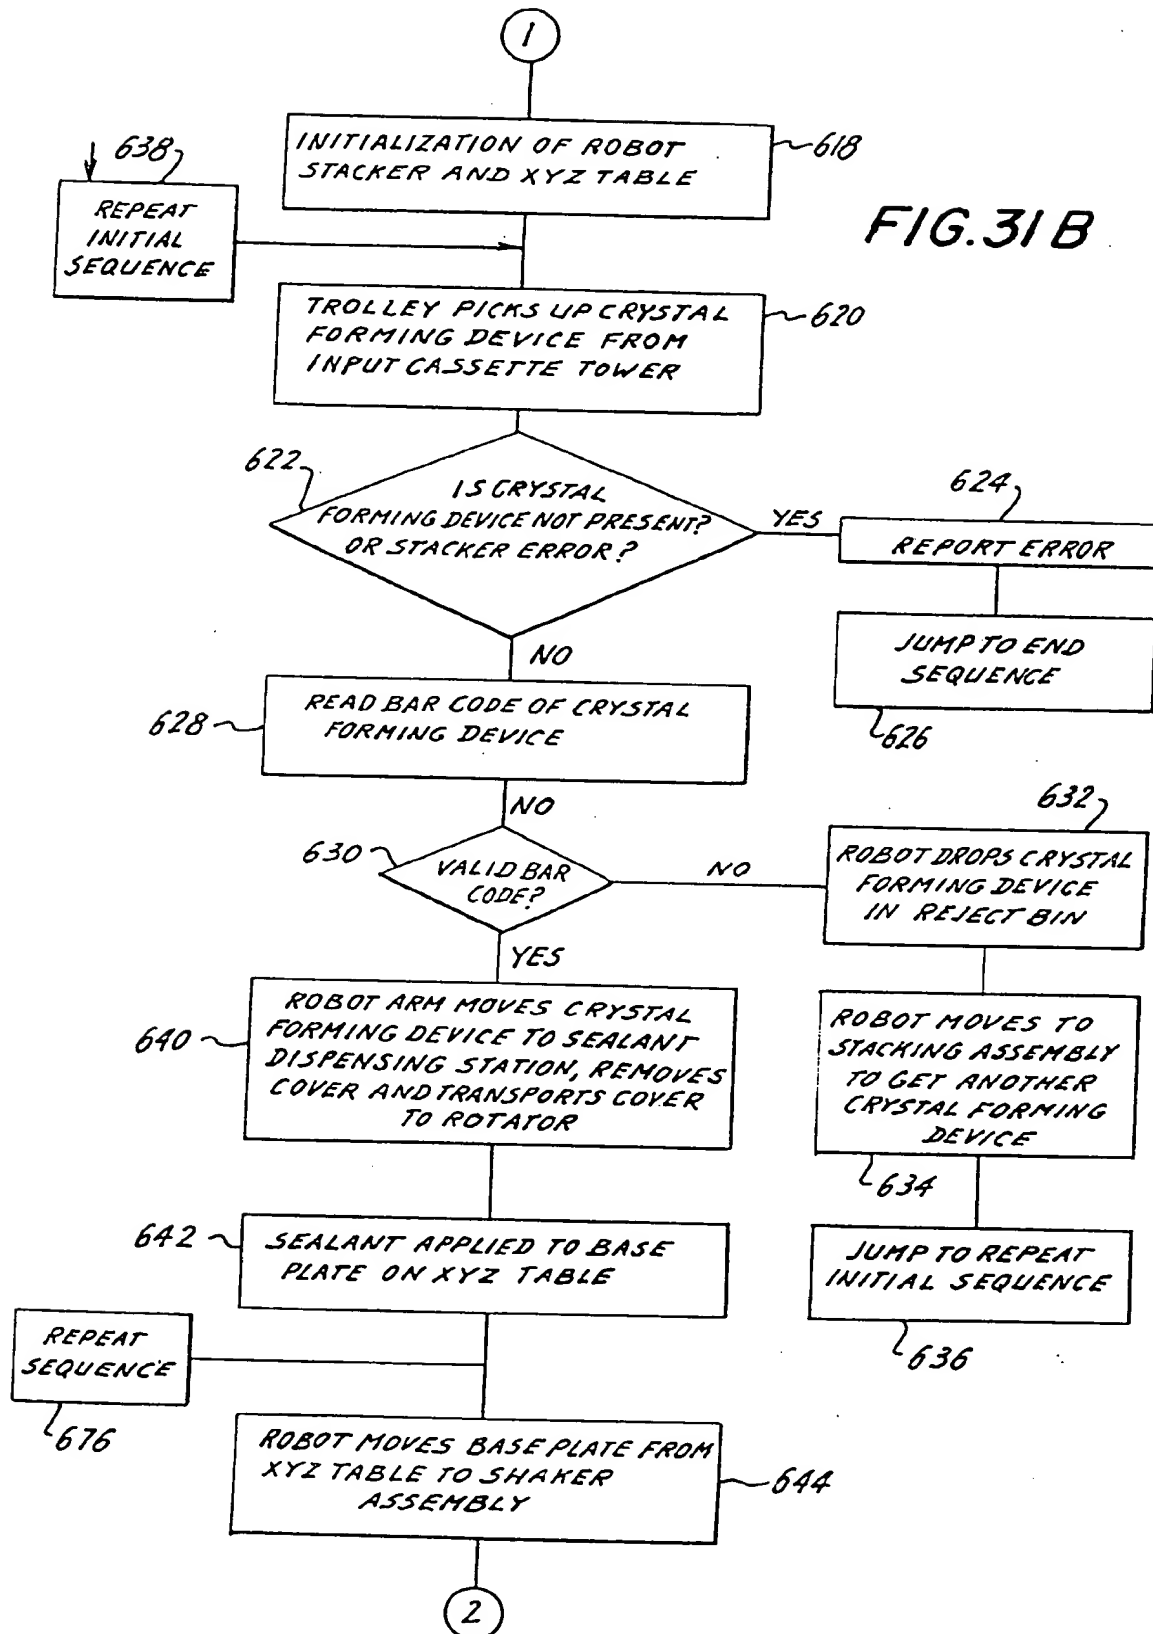 1
INITIALIZATION OF ROBOT
STACKER AND XYZ TABLE
618
638
REPEAT
INITIAL
SEQUENCE
FIG. 31B
TROLLEY PICKS UP CRYSTAL
FORMING DEVICE FROM
INPUT CASSETTE TOWER
620
622
IS CRYSTAL
FORMING DEVICE NOT PRESENT?
OR STACKER ERROR?
YES
624
REPORT ERROR
JUMP TO END
SEQUENCE
626
NO
628
READ BAR CODE OF CRYSTAL
FORMING DEVICE
NO
630
VALID BAR
CODE?
NO
632
ROBOT DROPS CRYSTAL
FORMING DEVICE
IN REJECT BIN
YES
640
ROBOT ARM MOVES CRYSTAL
FORMING DEVICE TO SEALANT
DISPENSING STATION, REMOVES
COVER AND TRANSPORTS COVER
TO ROTATOR
ROBOT MOVES TO
STACKING ASSEMBLY
TO GET ANOTHER
CRYSTAL FORMING
DEVICE
634
642
SEALANT APPLIED TO BASE
PLATE ON XYZ TABLE
JUMP TO REPEAT
INITIAL SEQUENCE
636
REPEAT
SEQUENCE
676
ROBOT MOVES BASE PLATE FROM
XYZ TABLE TO SHAKER
ASSEMBLY
644
2